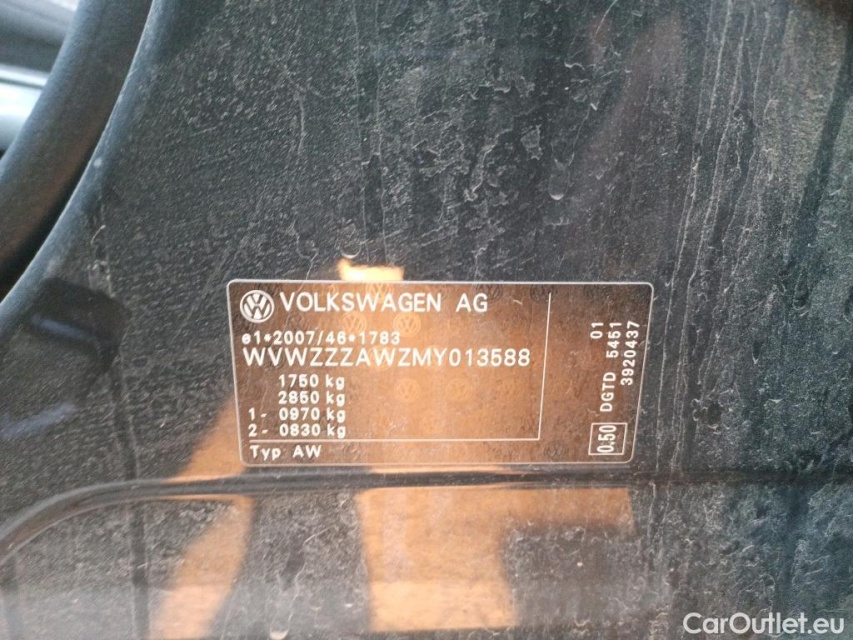 VOLKSWAGEN AG
e1*2007/46*1783
WVWZZZAWZMY013588
1750 kg
2850 kg
1- 0970 kg
2- 0830 kg
Typ AW
0.50
01
DGTD 5451
3920437
CarOutlet.eu